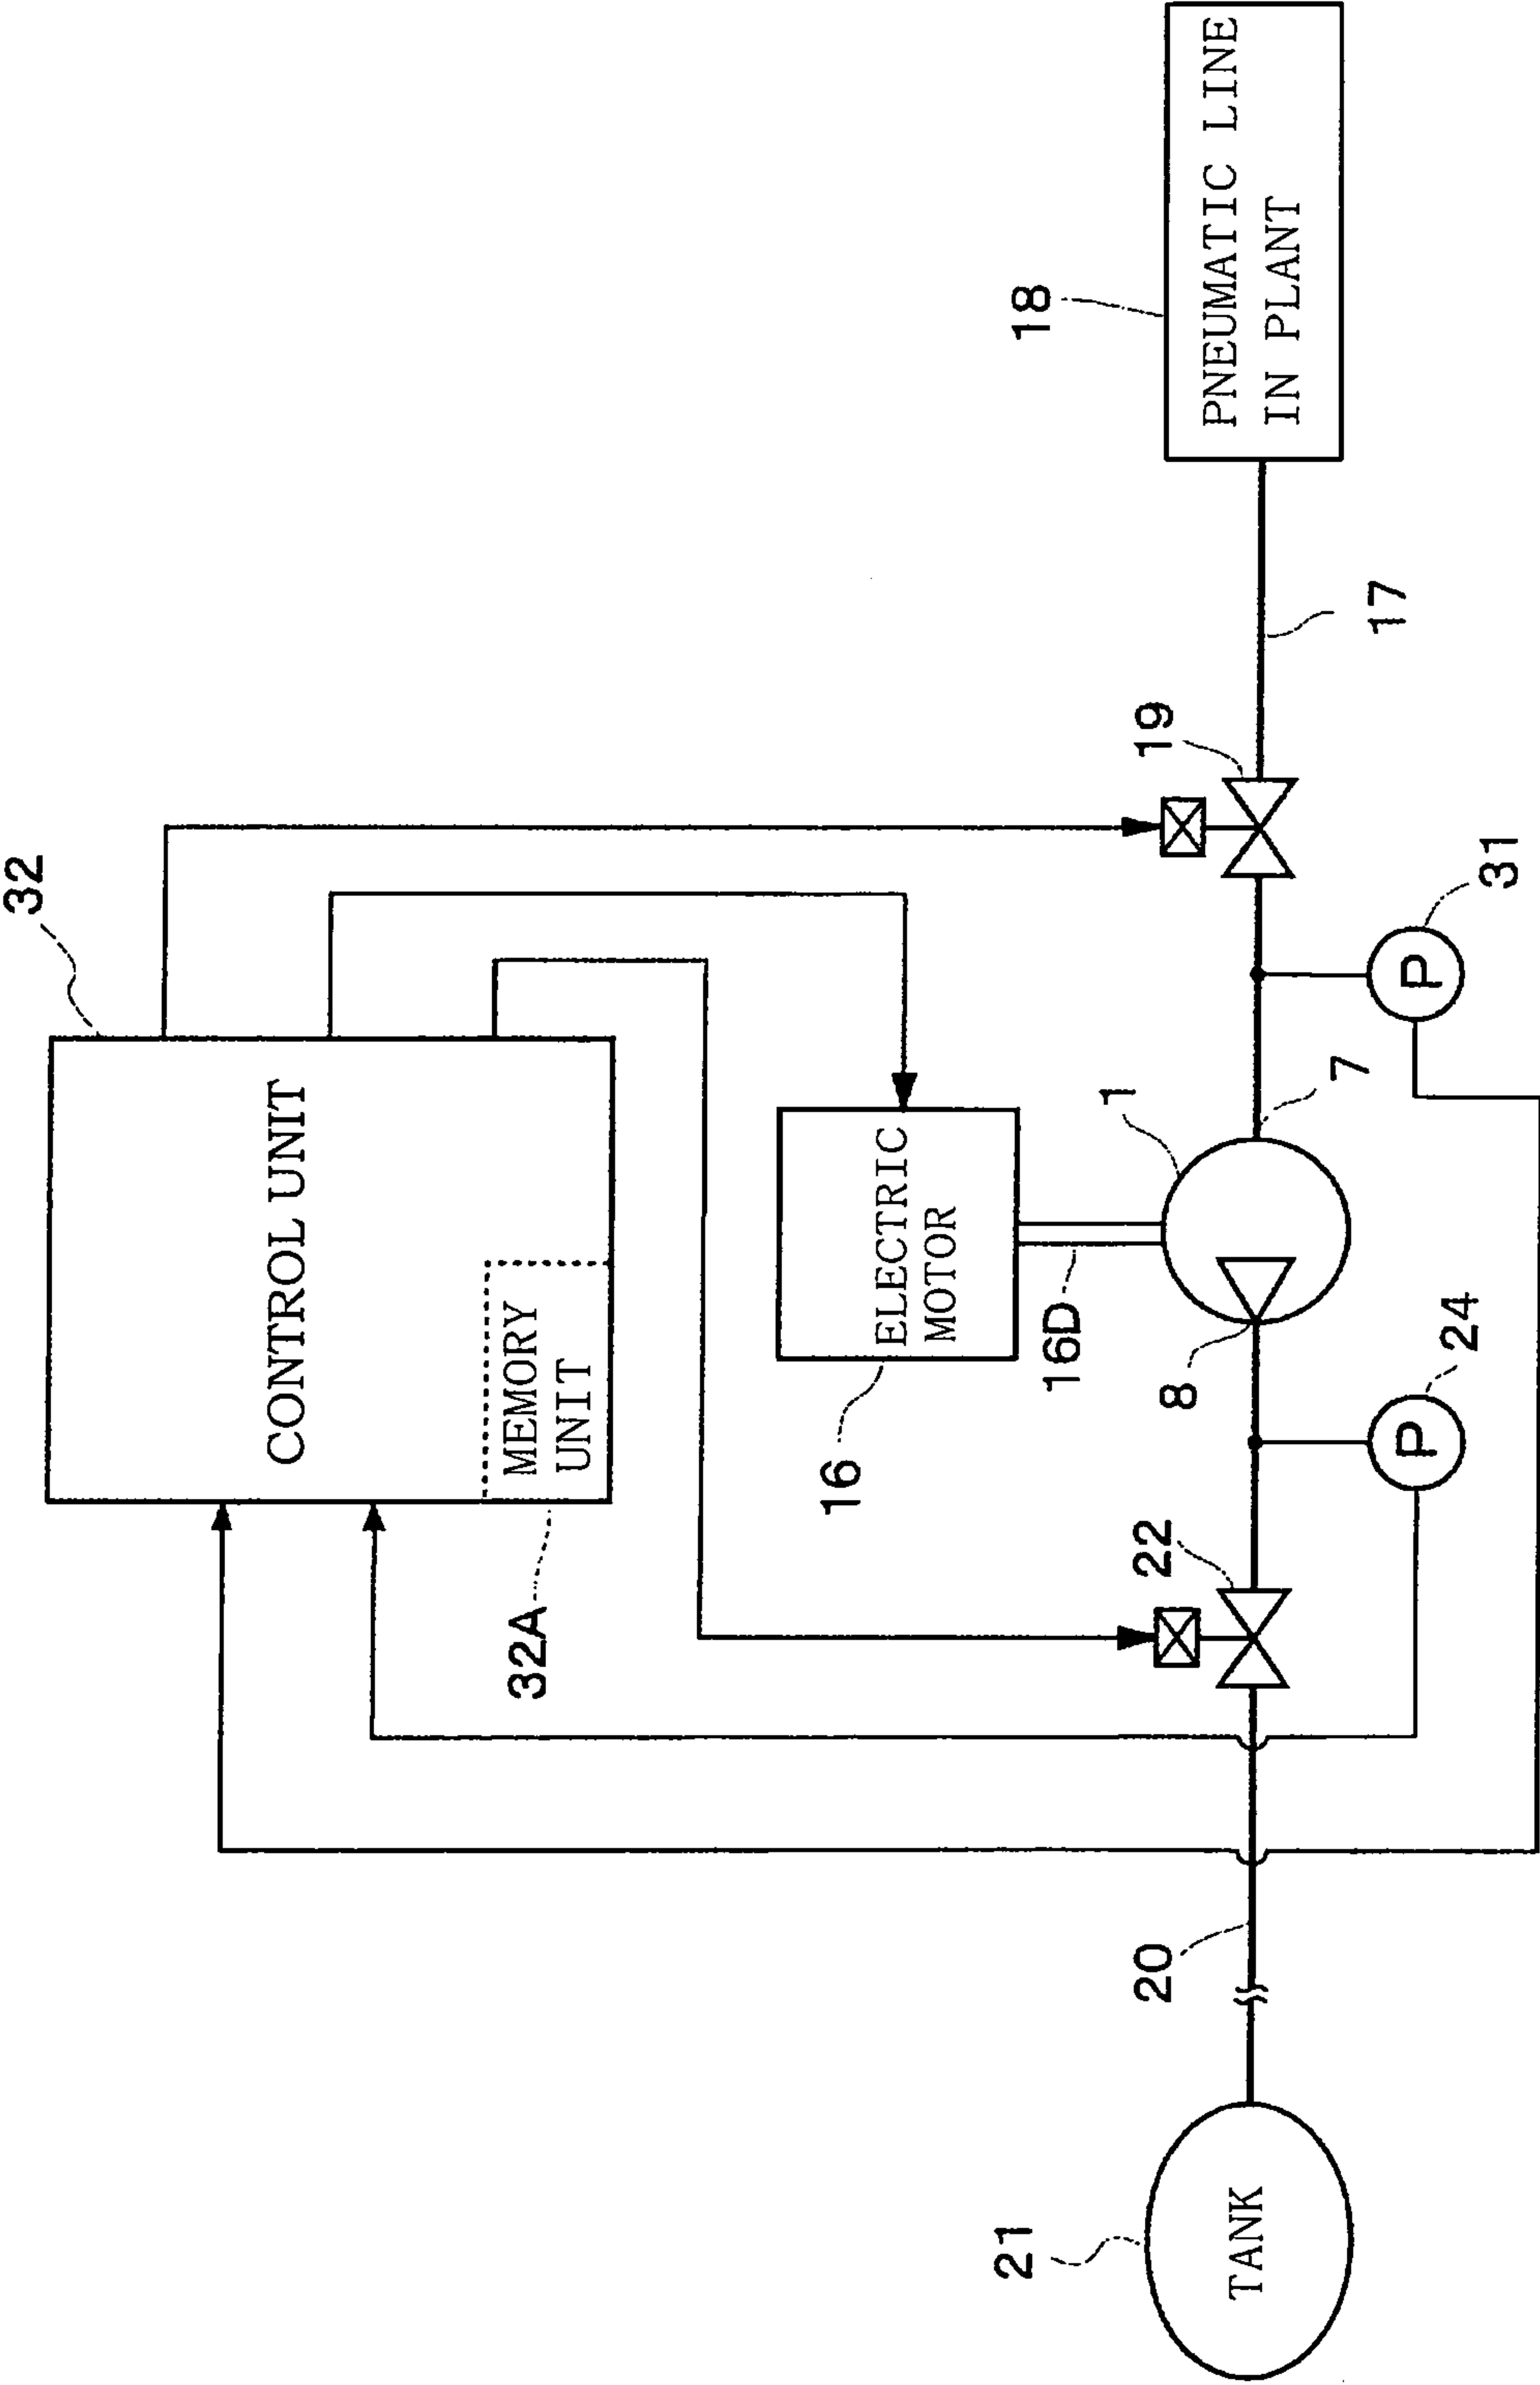 32
CONTROL UNIT
MEMORY
UNIT
32A
ELECTRIC
MOTOR
16
16D
18
PNEUMATIC LINE
IN PLANT
19
17
1
7
8
P
31
22
P
24
20
21
TANK